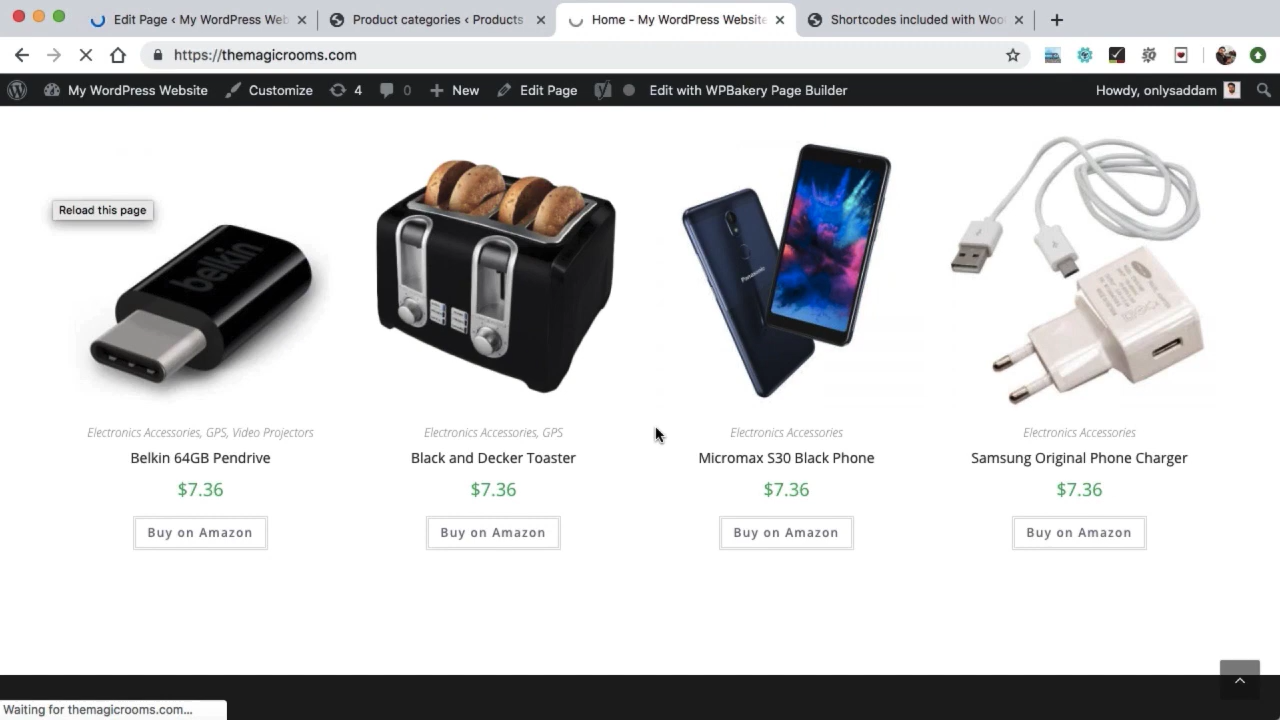 Edit Page ‹ My WordPress Web
Product categories ‹ Products
Home - My WordPress Website
Shortcodes included with Woo
https://themagicrooms.com
My WordPress Website
Customize
4
0
New
Edit Page
Edit with WPBakery Page Builder
Howdy, onlysaddam
Reload this page
belkin
Panasonic
Electronics Accessories, GPS, Video Projectors
Belkin 64GB Pendrive
$7.36
Buy on Amazon
Electronics Accessories, GPS
Black and Decker Toaster
$7.36
Buy on Amazon
Electronics Accessories
Micromax S30 Black Phone
$7.36
Buy on Amazon
Electronics Accessories
Samsung Original Phone Charger
$7.36
Buy on Amazon
Waiting for themagicrooms.com...